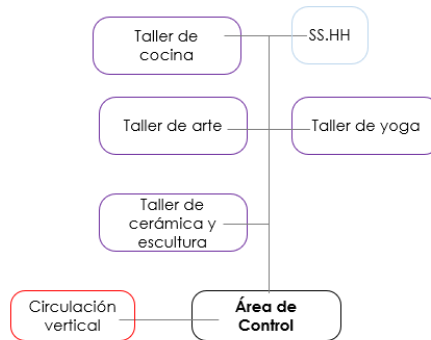 Taller de
cocina
SS.HH
Taller de arte
Taller de yoga
Taller de
cerámica y
escultura
Circulación
vertical
Área de
Control